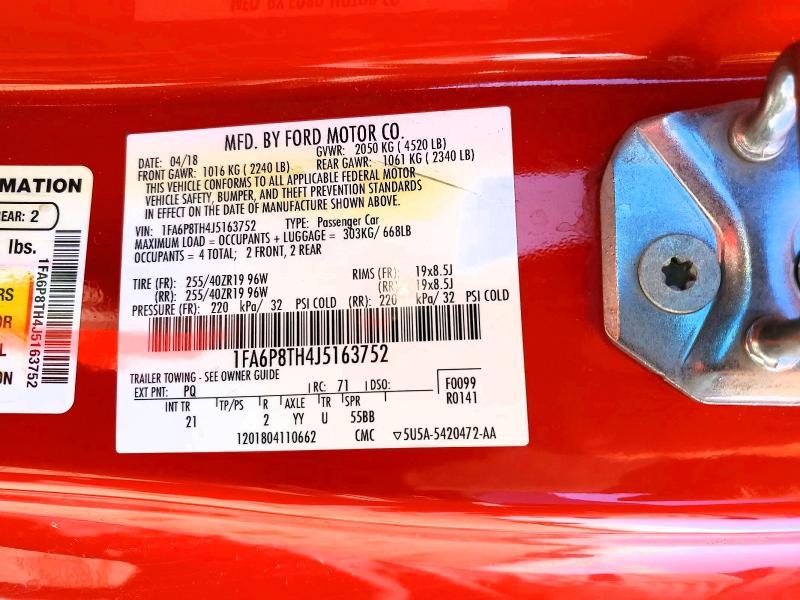 MFD. BY FORD MOTOR CO.
DATE: 04/18 GVWR: 2050 KG ( 4520 LB)
FRONT GAWR: 1016 KG ( 2240 LB) REAR GAWR: 1061 KG ( 2340 LB)
THIS VEHICLE CONFORMS TO ALL APPLICABLE FEDERAL MOTOR
VEHICLE SAFETY, BUMPER, AND THEFT PREVENTION STANDARDS
IN EFFECT ON THE DATE OF MANUFACTURE SHOWN ABOVE.
VIN: 1FA6P8TH4J5163752 TYPE: Passenger Car
MAXIMUM LOAD = OCCUPANTS + LUGGAGE = 303KG/ 668LB
OCCUPANTS = 4 TOTAL; 2 FRONT, 2 REAR
TIRE (FR): 255/40ZR19 96W RIMS (FR): 19x8.5J
(RR): 255/40ZR19 96W (RR): 19x8.5J
PRESSURE (FR): 220 kPa/ 32 PSI COLD (RR): 220 kPa/ 32 PSI COLD
1FA6P8TH4J5163752
TRAILER TOWING - SEE OWNER GUIDE
EXT PNT: PQ RC: 71 DSO: F0099
R0141
INT TR TP/PS R AXLE TR SPR
21 2 YY U 55BB
1201804110662 CMC ▽5U5A-5420472-AA
RMATION
REAR: 2
lbs.
1FA6P8TH4J5163752
RS
OR
L
ON